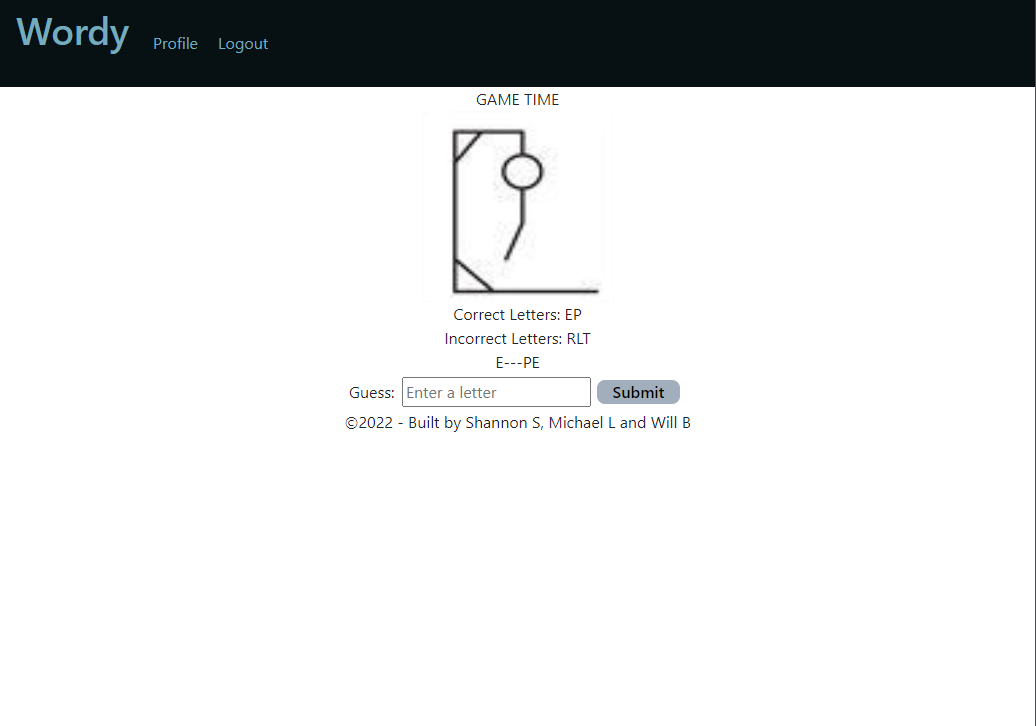 Wordy Profile Logout
GAME TIME
Correct Letters: EP
Incorrect Letters: RLT
E---PE
Guess: Enter a letter Submit
©2022 - Built by Shannon S, Michael L and Will B